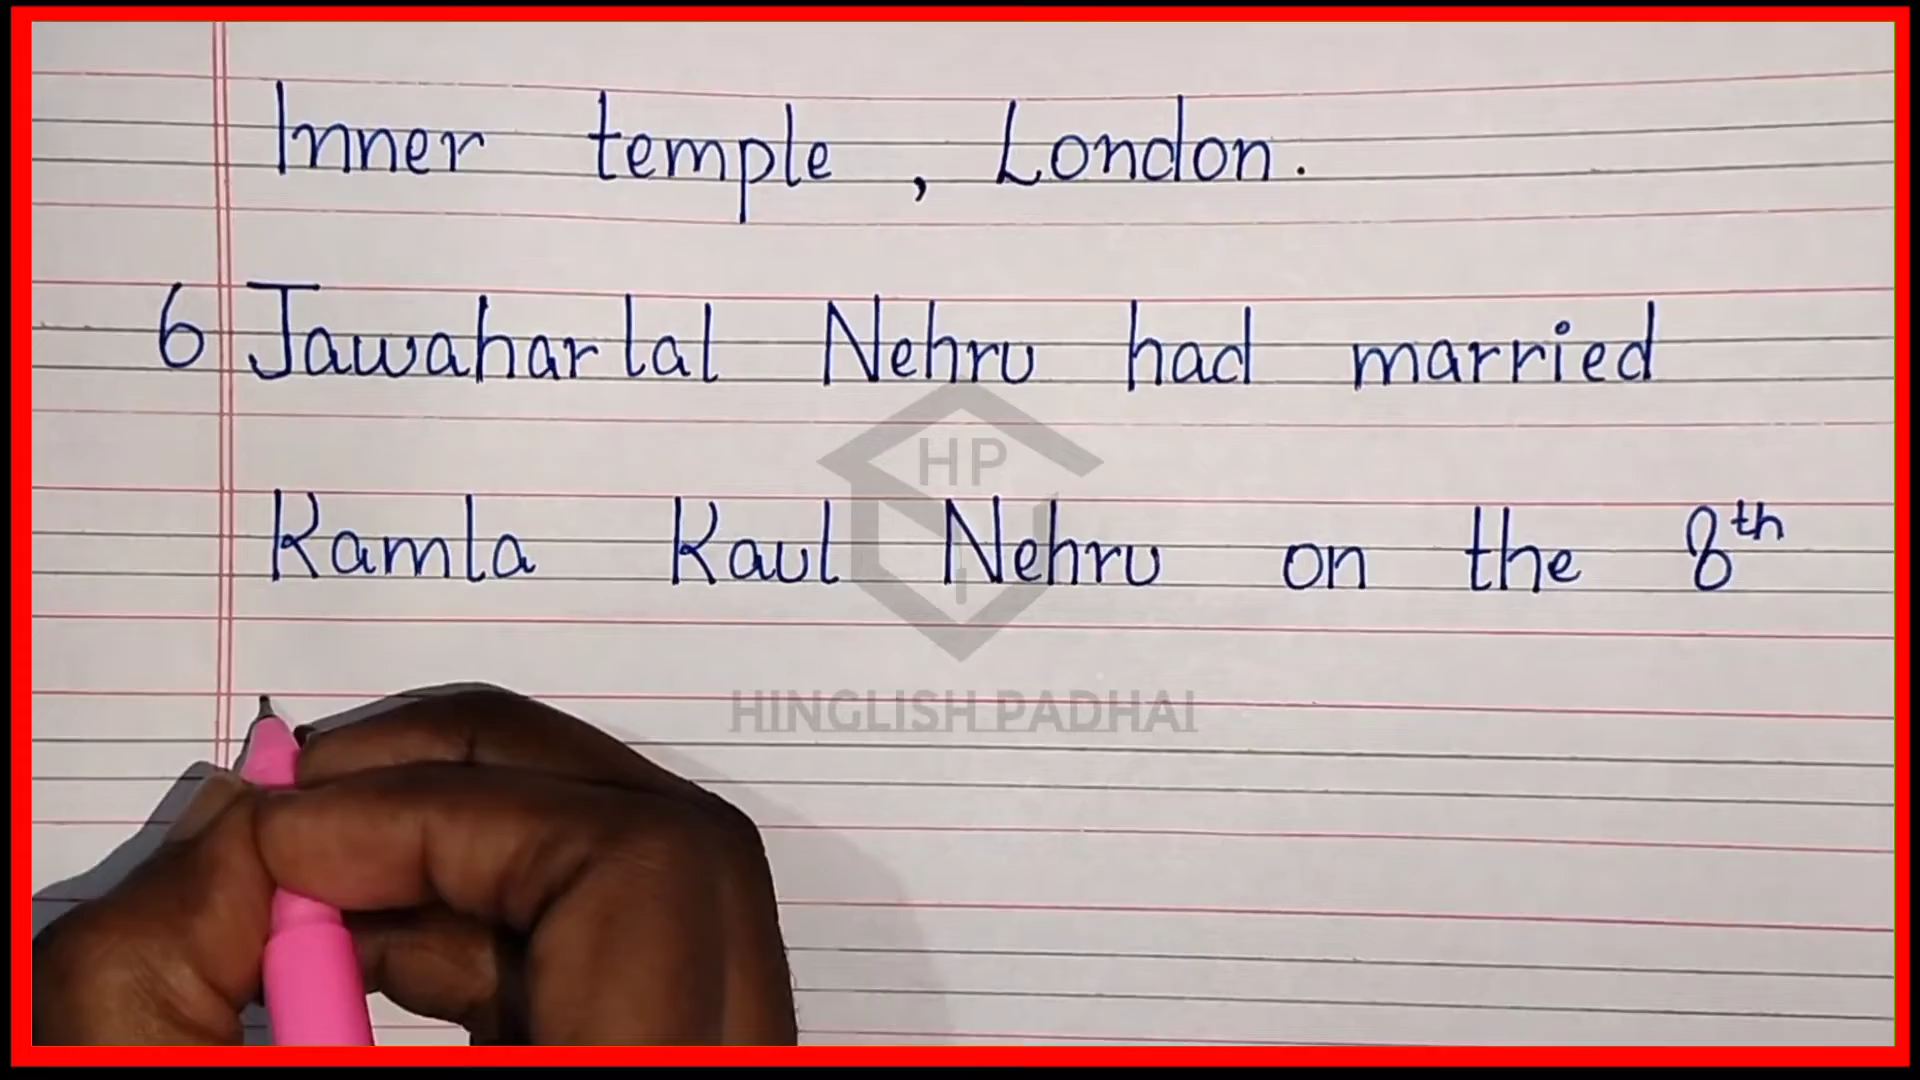 Inner temple, London.
6 Jawaharlal Nehru had married
HP
Kamla Kaul Nehru on the 8th
I
HINGLISH PADHAI